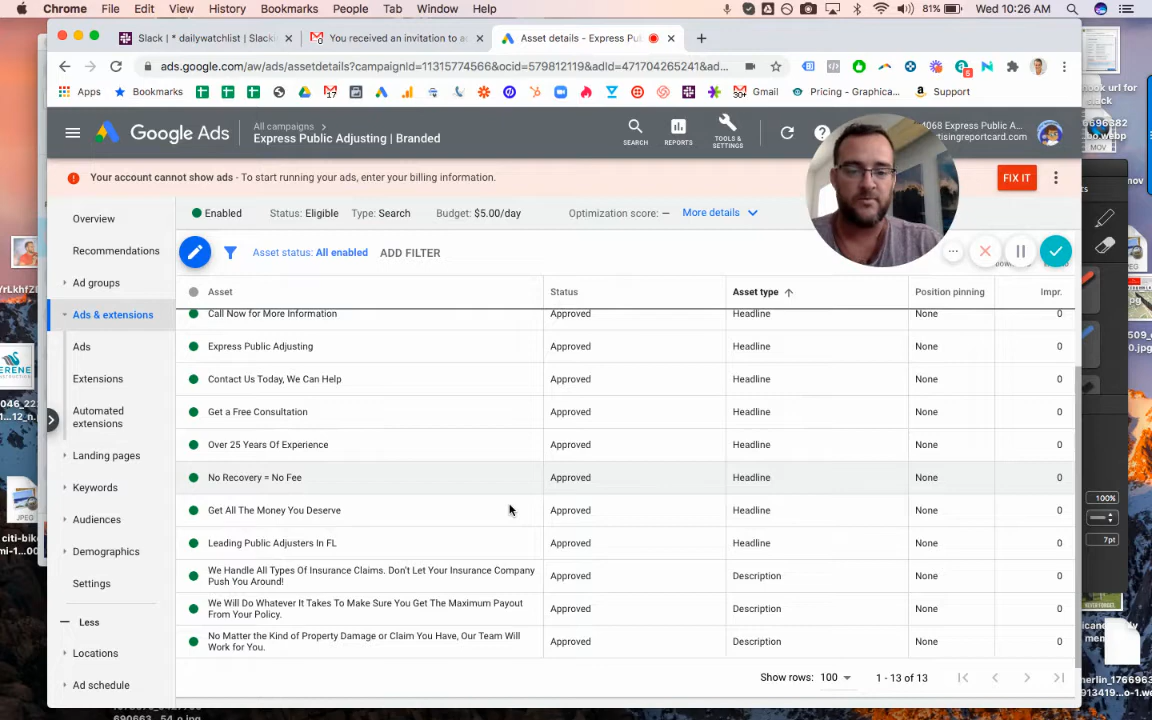 Chrome File Edit View History Bookmarks People Tab Window Help 81% Wed 10:26 AM
Slack | * dailywatchlist | Slackin
You received an invitation to ac
Asset details - Express Pu
ads.google.com/aw/ads/assetdetails?campaignId=11315774566&ocid=579812119&adId=471704265241&ad...
Apps Bookmarks 17 30+ Gmail Pricing - Graphica... Support
Google Ads
All campaigns
Express Public Adjusting | Branded
SEARCH REPORTS TOOLS & SETTINGS
4068 Express Public A...
rtisingreportcard.com
Your account cannot show ads - To start running your ads, enter your billing information.
FIX IT
Enabled Status: Eligible Type: Search Budget: $5.00/day Optimization score: — More details
Asset status: All enabled ADD FILTER
Overview
Recommendations
Ad groups
Ads & extensions
Ads
Extensions
Automated extensions
Landing pages
Keywords
Audiences
Demographics
Settings
Less
Locations
Ad schedule
Asset Status Asset type Position pinning Impr.
Call Now for More Information Approved Headline None 0
Express Public Adjusting Approved Headline None 0
Contact Us Today, We Can Help Approved Headline None 0
Get a Free Consultation Approved Headline None 0
Over 25 Years Of Experience Approved Headline None 0
No Recovery = No Fee Approved Headline None 0
Get All The Money You Deserve Approved Headline None 0
Leading Public Adjusters In FL Approved Headline None 0
We Handle All Types Of Insurance Claims. Don't Let Your Insurance Company
Push You Around! Approved Description None 0
We Will Do Whatever It Takes To Make Sure You Get The Maximum Payout
From Your Policy. Approved Description None 0
No Matter the Kind of Property Damage or Claim You Have, Our Team Will
Work for You. Approved Description None 0
Show rows: 100 1 - 13 of 13
100%
7pt